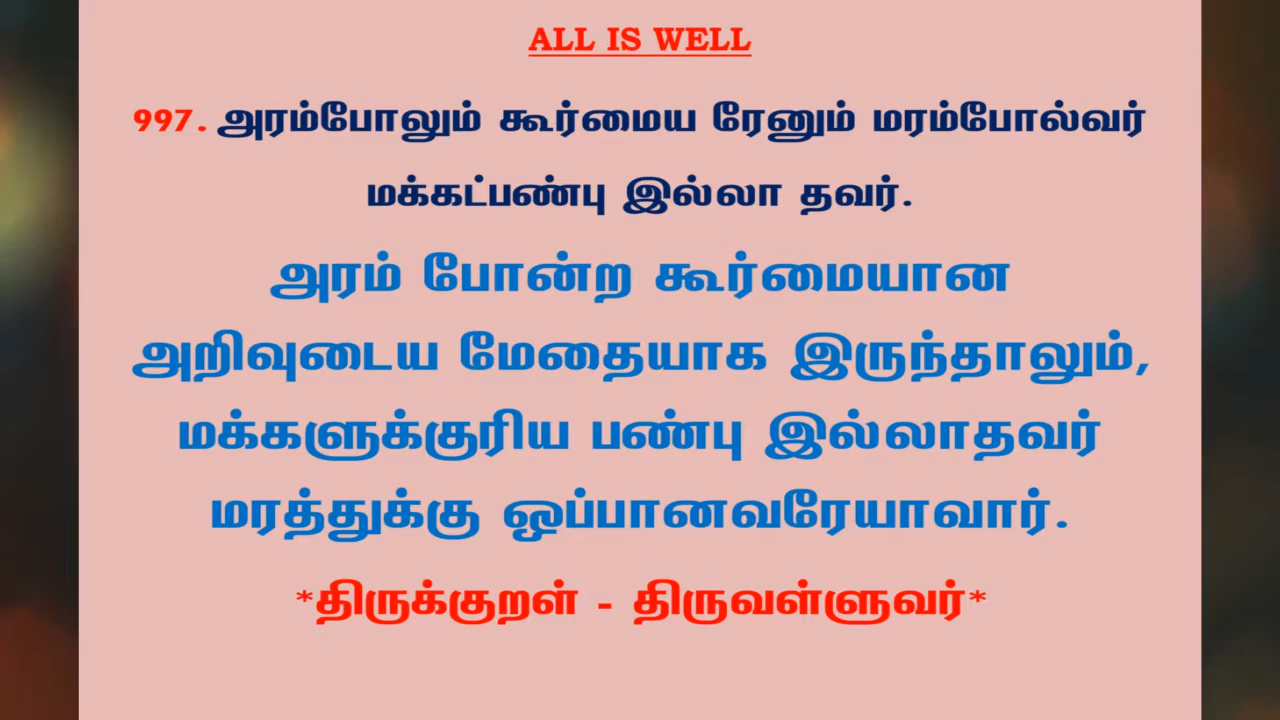 ALL IS WELL
997. அரம்போலும் கூர்மைய ரேனும் மரம்போல்வர்
மக்கட்பண்பு இல்லா தவர்.
அரம் போன்ற கூர்மையான
அறிவுடைய மேதையாக இருந்தாலும்,
மக்களுக்குரிய பண்பு இல்லாதவர்
மரத்துக்கு ஒப்பானவரேயாவார்.
*திருக்குறள் - திருவள்ளுவர்*